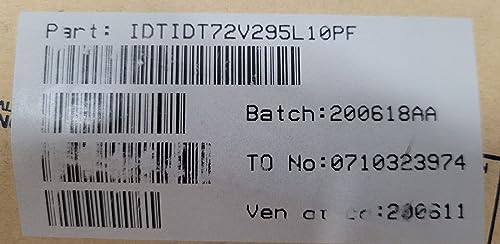 Part: IDTIDT72V295L10PF
Batch:200618AA
TO No:0710323974
Ven :200611